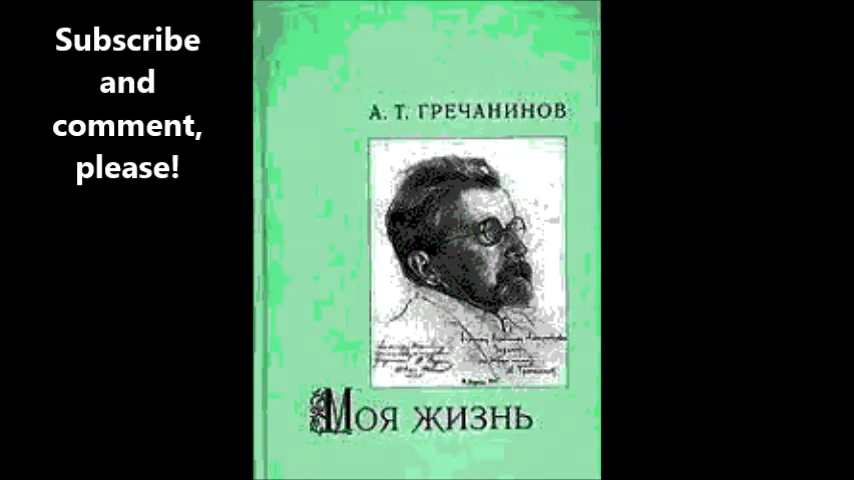 Subscribe
and
comment,
please!
А. Т. ГРЕЧАНИНОВ
Моя жизнь